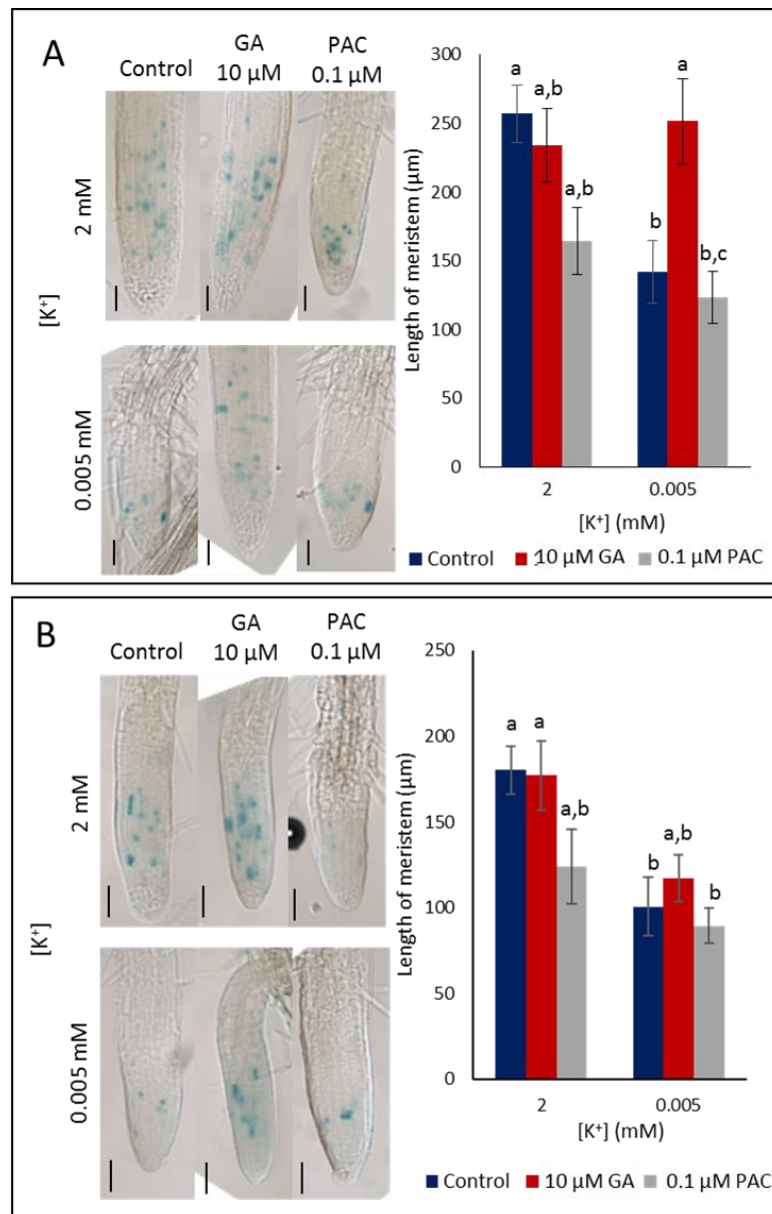 A
Control
GA
10 µM
PAC
0.1 µM
2 mM
0.005 mM
[K⁺]
Length of meristem (µm)
300
250
200
150
100
50
0
a
a,b
a,b
b
a
b,c
2
0.005
[K⁺] (mM)
Control
10 µM GA
0.1 µM PAC
B
Control
GA
10 µM
PAC
0.1 µM
2 mM
0.005 mM
[K⁺]
Length of meristem (µm)
250
200
150
100
50
0
a
a
a,b
b
a,b
b
2
0.005
[K⁺] (mM)
Control
10 µM GA
0.1 µM PAC